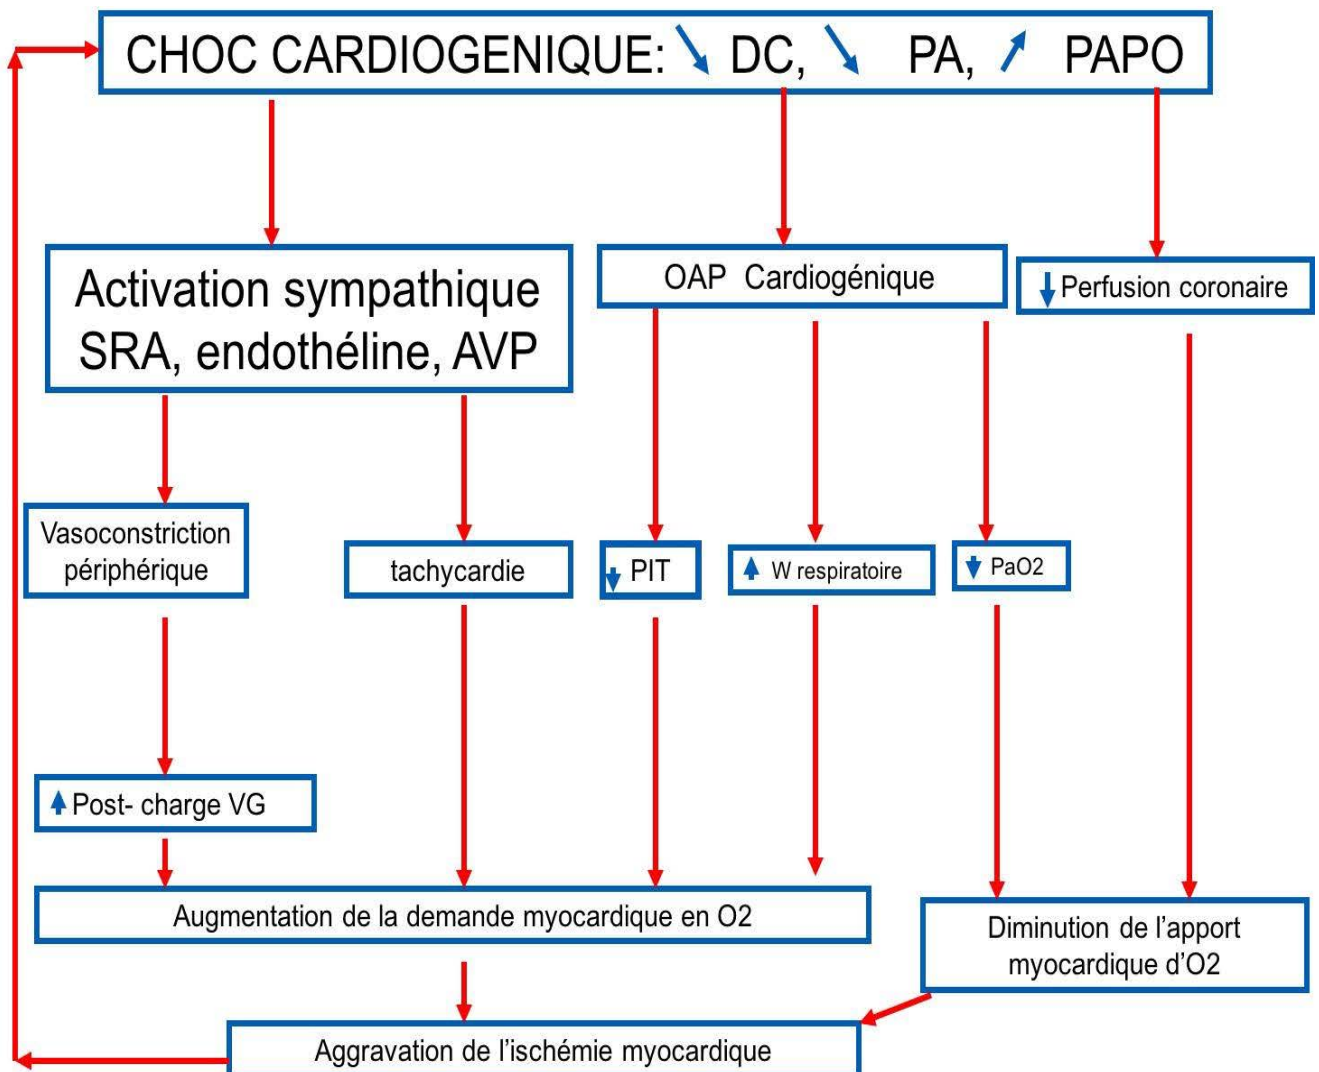 CHOC CARDIOGENIQUE: ↘ DC, ↘ PA, ↗ PAPO
Activation sympathique
SRA, endothéline, AVP
OAP Cardiogénique
↓ Perfusion coronaire
Vasoconstriction
périphérique
tachycardie
↓ PIT
↑ W respiratoire
↓ PaO2
↑ Post- charge VG
Augmentation de la demande myocardique en O2
Diminution de l’apport
myocardique d’O2
Aggravation de l’ischémie myocardique